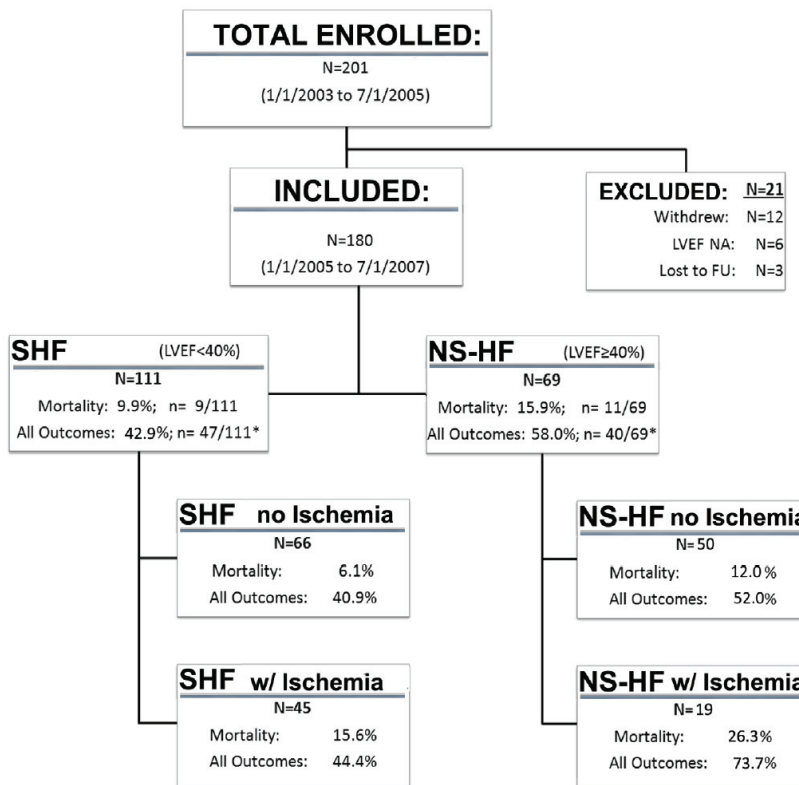 TOTAL ENROLLED:
N=201
(1/1/2003 to 7/1/2005)
INCLUDED:
N=180
(1/1/2005 to 7/1/2007)
EXCLUDED: N=21
Withdrew: N=12
LVEF NA: N=6
Lost to FU: N=3
SHF (LVEF<40%)
N=111
Mortality: 9.9%; n= 9/111
All Outcomes: 42.9%; n= 47/111*
NS-HF (LVEF≥40%)
N=69
Mortality: 15.9%; n= 11/69
All Outcomes: 58.0%; n= 40/69*
SHF no Ischemia
N=66
Mortality: 6.1%
All Outcomes: 40.9%
NS-HF no Ischemia
N=50
Mortality: 12.0%
All Outcomes: 52.0%
SHF w/ Ischemia
N=45
Mortality: 15.6%
All Outcomes: 44.4%
NS-HF w/ Ischemia
N=19
Mortality: 26.3%
All Outcomes: 73.7%